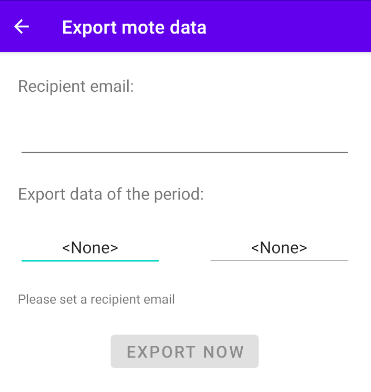 Export mote data
Recipient email:
Export data of the period:
<None> <None>
Please set a recipient email
EXPORT NOW